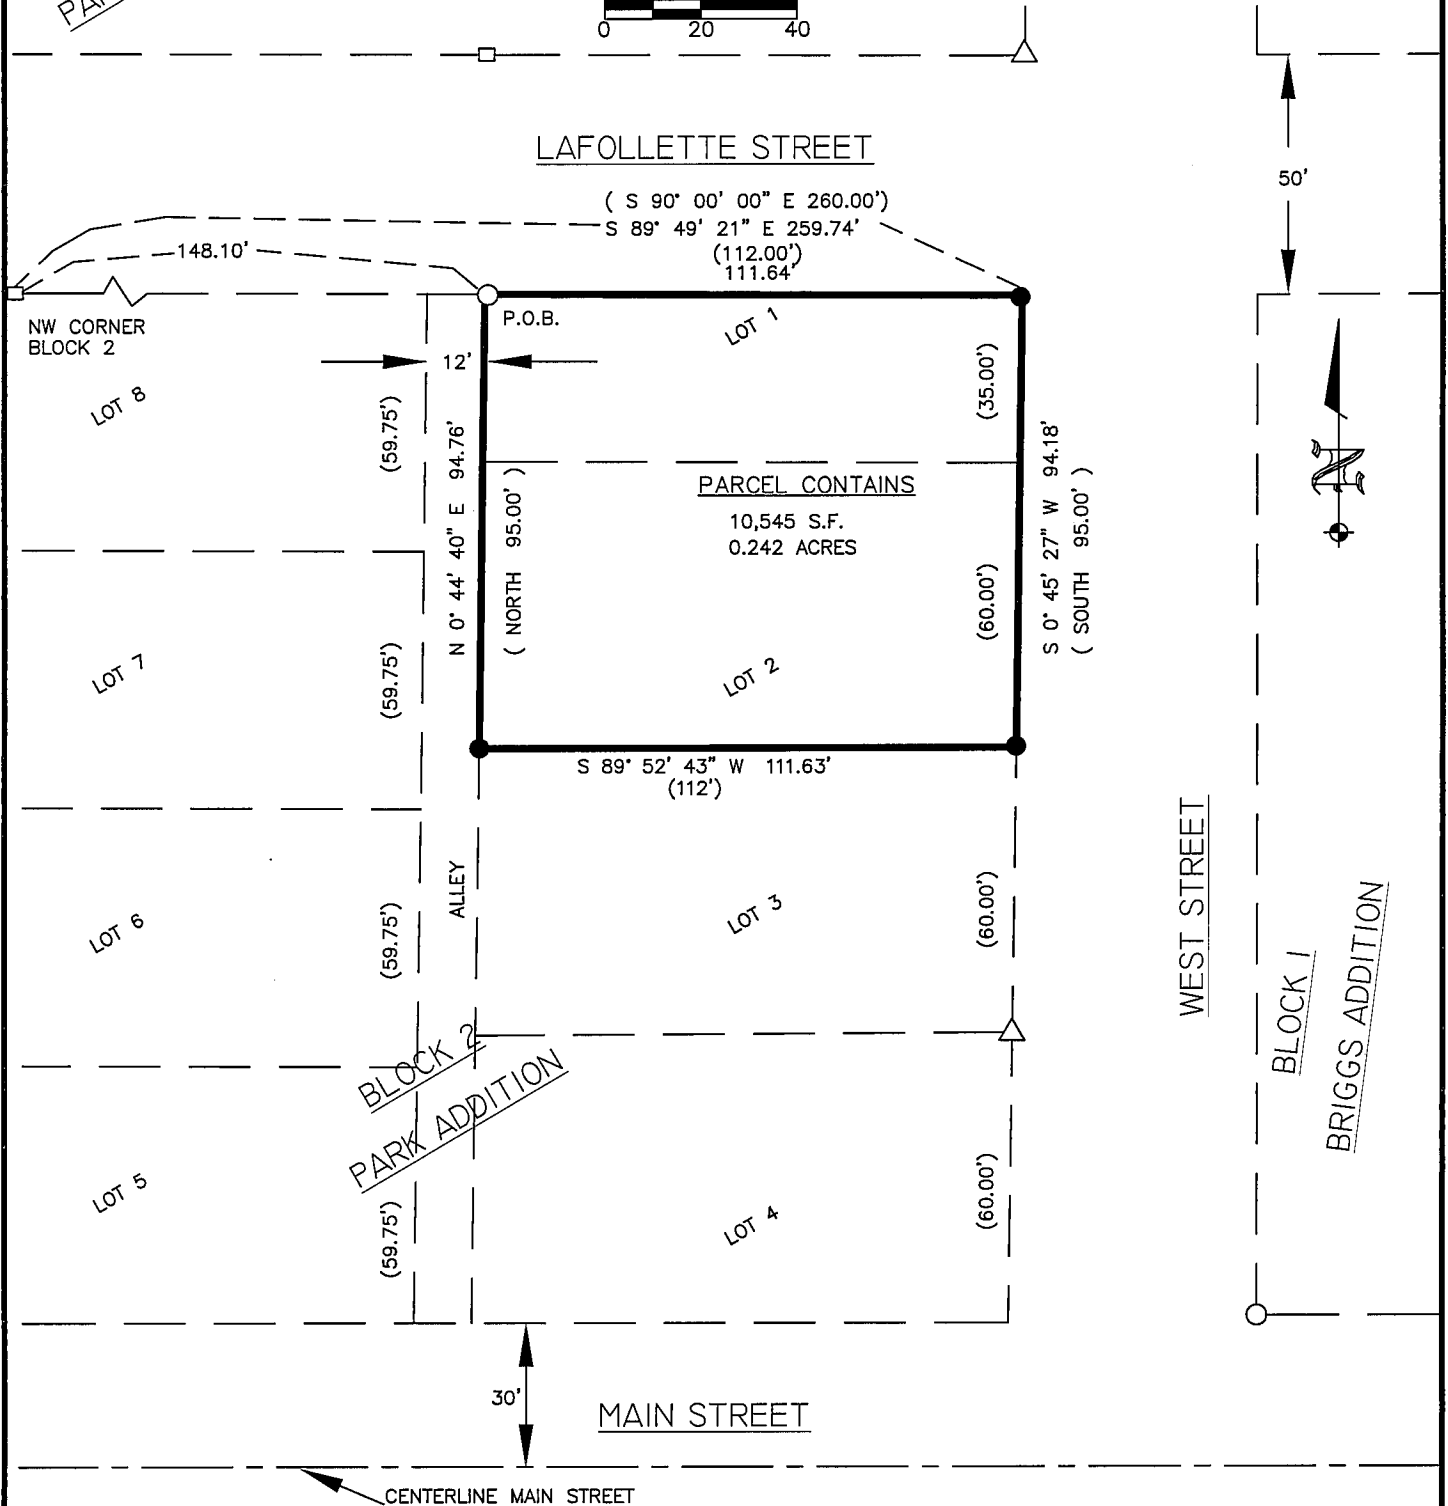 0 20 40
LAFOLLETTE STREET
( S 90° 00' 00" E 260.00')
S 89° 49' 21" E 259.74'
(112.00')
111.64'
148.10'
50'
NW CORNER
BLOCK 2
P.O.B.
LOT 1
12'
(35.00')
LOT 8
(59.75')
N 0° 44' 40" E 94.76'
( NORTH 95.00' )
PARCEL CONTAINS
10,545 S.F.
0.242 ACRES
S 0° 45' 27" W 94.18'
( SOUTH 95.00' )
N
(60.00')
LOT 7
(59.75')
LOT 2
S 89° 52' 43" W 111.63'
(112')
ALLEY
LOT 6
(59.75')
LOT 3
(60.00')
WEST STREET
BLOCK 1
BRIGGS ADDITION
BLOCK 2
PARK ADDITION
LOT 5
(59.75')
LOT 4
(60.00')
30'
MAIN STREET
CENTERLINE MAIN STREET